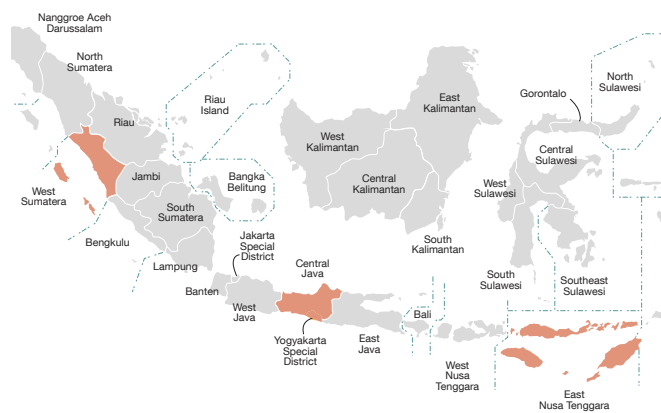 Nanggroe Aceh
Darussalam
North
Sumatera
Riau
Island
Riau
West
Sumatera
Jambi
Bangka
Belitung
South
Sumatera
Bengkulu
Lampung
Jakarta
Special
District
Banten
West
Java
Central
Java
Yogyakarta
Special
District
East
Java
Bali
West
Nusa
Tenggara
East
Nusa Tenggara
West
Kalimantan
Central
Kalimantan
East
Kalimantan
South
Kalimantan
Gorontalo
North
Sulawesi
Central
Sulawesi
West
Sulawesi
South
Sulawesi
Southeast
Sulawesi